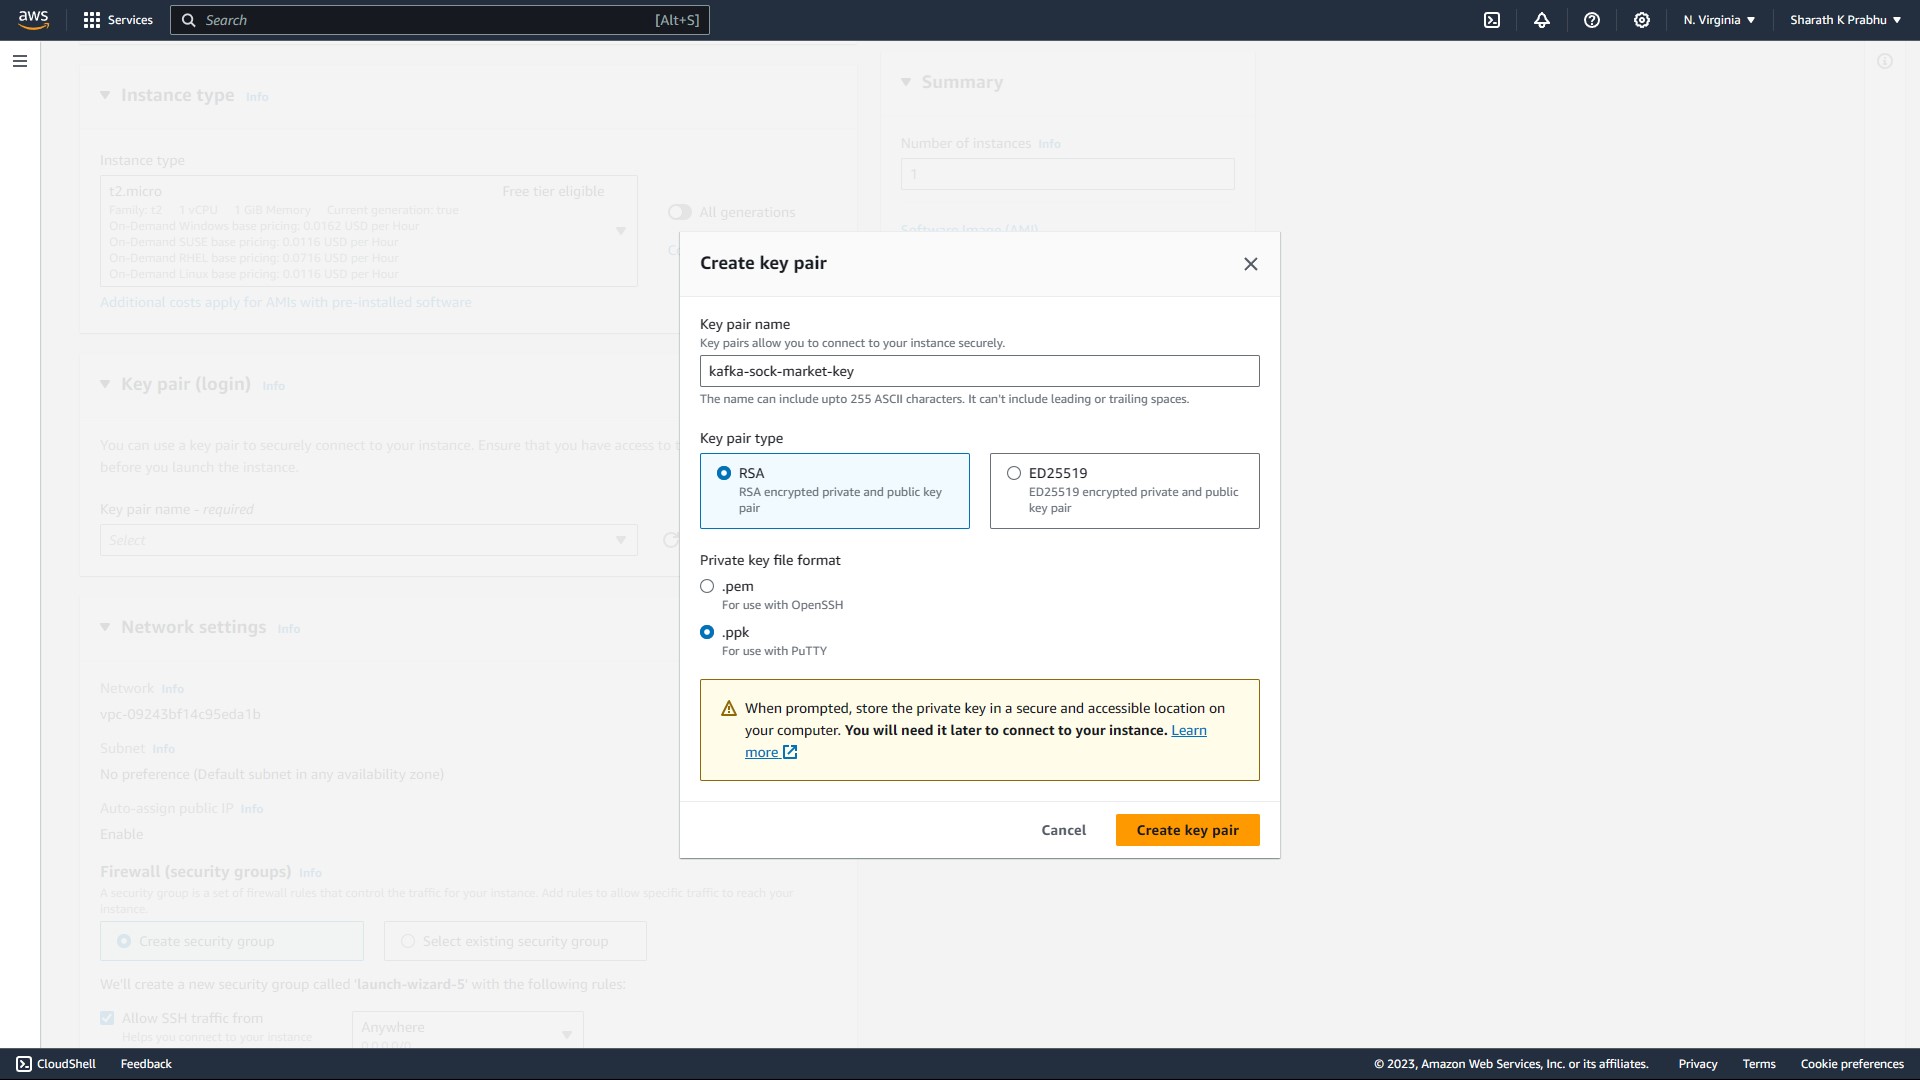 aws
Services
Search
[Alt+S]
N. Virginia
Sharath K Prabhu
Instance type Info
Instance type
t2.micro
Free tier eligible
Family: t2 1 vCPU 1 GiB Memory Current generation: true
On-Demand Windows base pricing: 0.0162 USD per Hour
On-Demand SUSE base pricing: 0.0116 USD per Hour
On-Demand RHEL base pricing: 0.0716 USD per Hour
On-Demand Linux base pricing: 0.0116 USD per Hour
All generations
Additional costs apply for AMIs with pre-installed software
Key pair (login) Info
You can use a key pair to securely connect to your instance. Ensure that you have access to
before you launch the instance.
Key pair name - required
Select
Network settings Info
Network Info
vpc-09243bf14c95eda1b
Subnet Info
No preference (Default subnet in any availability zone)
Auto-assign public IP Info
Enable
Firewall (security groups) Info
A security group is a set of firewall rules that control the traffic for your instance. Add rules to allow specific traffic to reach your
instance.
Create security group
Select existing security group
We'll create a new security group called 'launch-wizard-5' with the following rules:
Allow SSH traffic from
Helps you connect to your instance
Anywhere
0.0.0.0/0
Summary
Number of instances Info
1
Software Image (AMI)
Create key pair
Key pair name
Key pairs allow you to connect to your instance securely.
kafka-sock-market-key
The name can include upto 255 ASCII characters. It can't include leading or trailing spaces.
Key pair type
RSA
RSA encrypted private and public key
pair
ED25519
ED25519 encrypted private and public
key pair
Private key file format
.pem
For use with OpenSSH
.ppk
For use with PuTTY
When prompted, store the private key in a secure and accessible location on
your computer. You will need it later to connect to your instance. Learn
more
Cancel
Create key pair
CloudShell
Feedback
© 2023, Amazon Web Services, Inc. or its affiliates.
Privacy
Terms
Cookie preferences